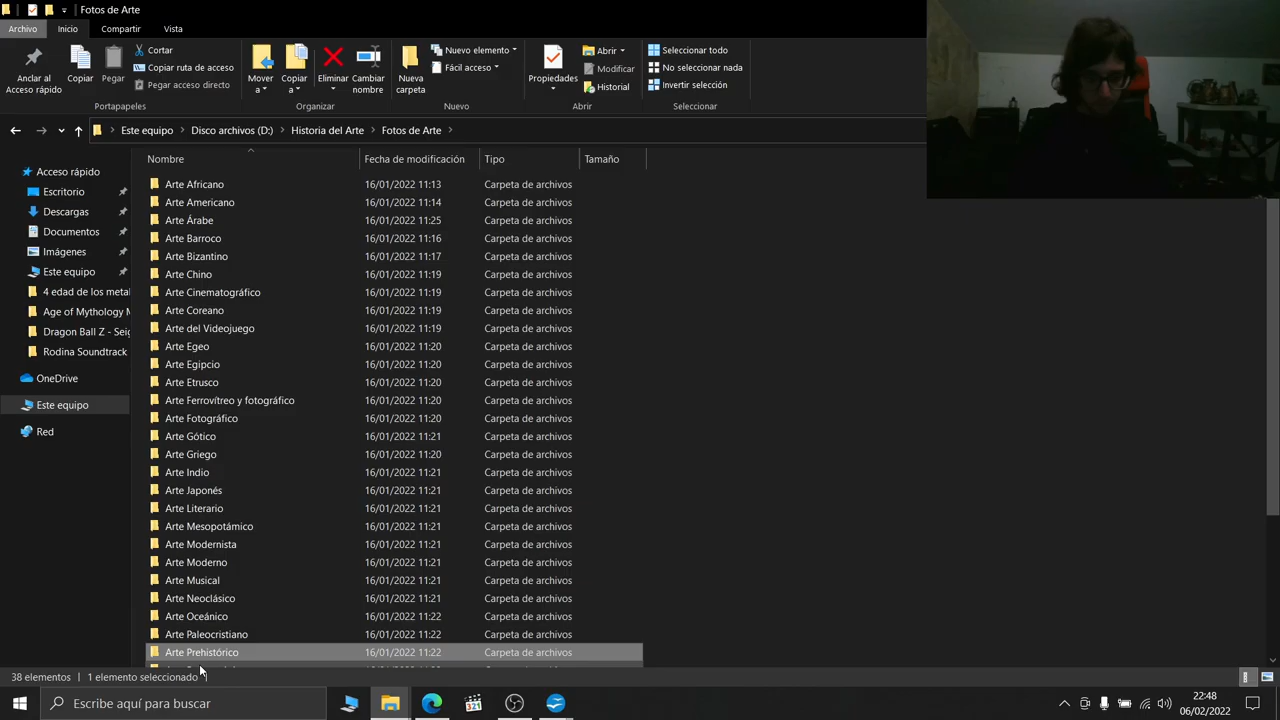 Fotos de Arte
Archivo Inicio Compartir Vista
Anclar al Acceso rápido
Copiar
Pegar
Cortar
Copiar ruta de acceso
Pegar acceso directo
Portapapeles
Mover a
Copiar a
Eliminar
Cambiar nombre
Organizar
Nueva carpeta
Nuevo elemento
Fácil acceso
Nuevo
Propiedades
Abrir
Modificar
Historial
Abrir
Seleccionar todo
No seleccionar nada
Invertir selección
Seleccionar
Este equipo > Disco archivos (D:) > Historia del Arte > Fotos de Arte >
Acceso rápido
Escritorio
Descargas
Documentos
Imágenes
Este equipo
4 edad de los metal
Age of Mythology M
Dragon Ball Z - Seig
Rodina Soundtrack
OneDrive
Este equipo
Red
Nombre Fecha de modificación Tipo Tamaño
Arte Africano 16/01/2022 11:13 Carpeta de archivos
Arte Americano 16/01/2022 11:14 Carpeta de archivos
Arte Árabe 16/01/2022 11:25 Carpeta de archivos
Arte Barroco 16/01/2022 11:16 Carpeta de archivos
Arte Bizantino 16/01/2022 11:17 Carpeta de archivos
Arte Chino 16/01/2022 11:19 Carpeta de archivos
Arte Cinematográfico 16/01/2022 11:19 Carpeta de archivos
Arte Coreano 16/01/2022 11:19 Carpeta de archivos
Arte del Videojuego 16/01/2022 11:19 Carpeta de archivos
Arte Egeo 16/01/2022 11:20 Carpeta de archivos
Arte Egipcio 16/01/2022 11:20 Carpeta de archivos
Arte Etrusco 16/01/2022 11:20 Carpeta de archivos
Arte Ferrovítreo y fotográfico 16/01/2022 11:20 Carpeta de archivos
Arte Fotográfico 16/01/2022 11:20 Carpeta de archivos
Arte Gótico 16/01/2022 11:21 Carpeta de archivos
Arte Griego 16/01/2022 11:20 Carpeta de archivos
Arte Indio 16/01/2022 11:21 Carpeta de archivos
Arte Japonés 16/01/2022 11:21 Carpeta de archivos
Arte Literario 16/01/2022 11:21 Carpeta de archivos
Arte Mesopotámico 16/01/2022 11:21 Carpeta de archivos
Arte Modernista 16/01/2022 11:21 Carpeta de archivos
Arte Moderno 16/01/2022 11:21 Carpeta de archivos
Arte Musical 16/01/2022 11:21 Carpeta de archivos
Arte Neoclásico 16/01/2022 11:21 Carpeta de archivos
Arte Oceánico 16/01/2022 11:22 Carpeta de archivos
Arte Paleocristiano 16/01/2022 11:22 Carpeta de archivos
Arte Prehistórico 16/01/2022 11:22 Carpeta de archivos
38 elementos 1 elemento seleccionado
Escribe aquí para buscar
321
22:48
06/02/2022